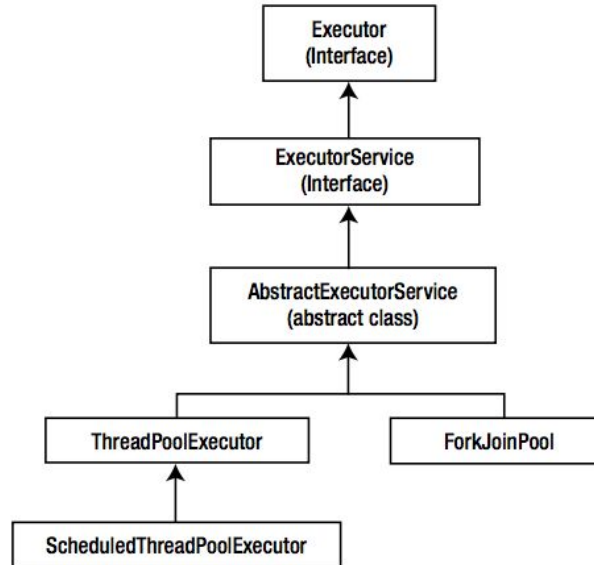 Executor
(Interface)
ExecutorService
(Interface)
AbstractExecutorService
(abstract class)
ThreadPoolExecutor
ForkJoinPool
ScheduledThreadPoolExecutor